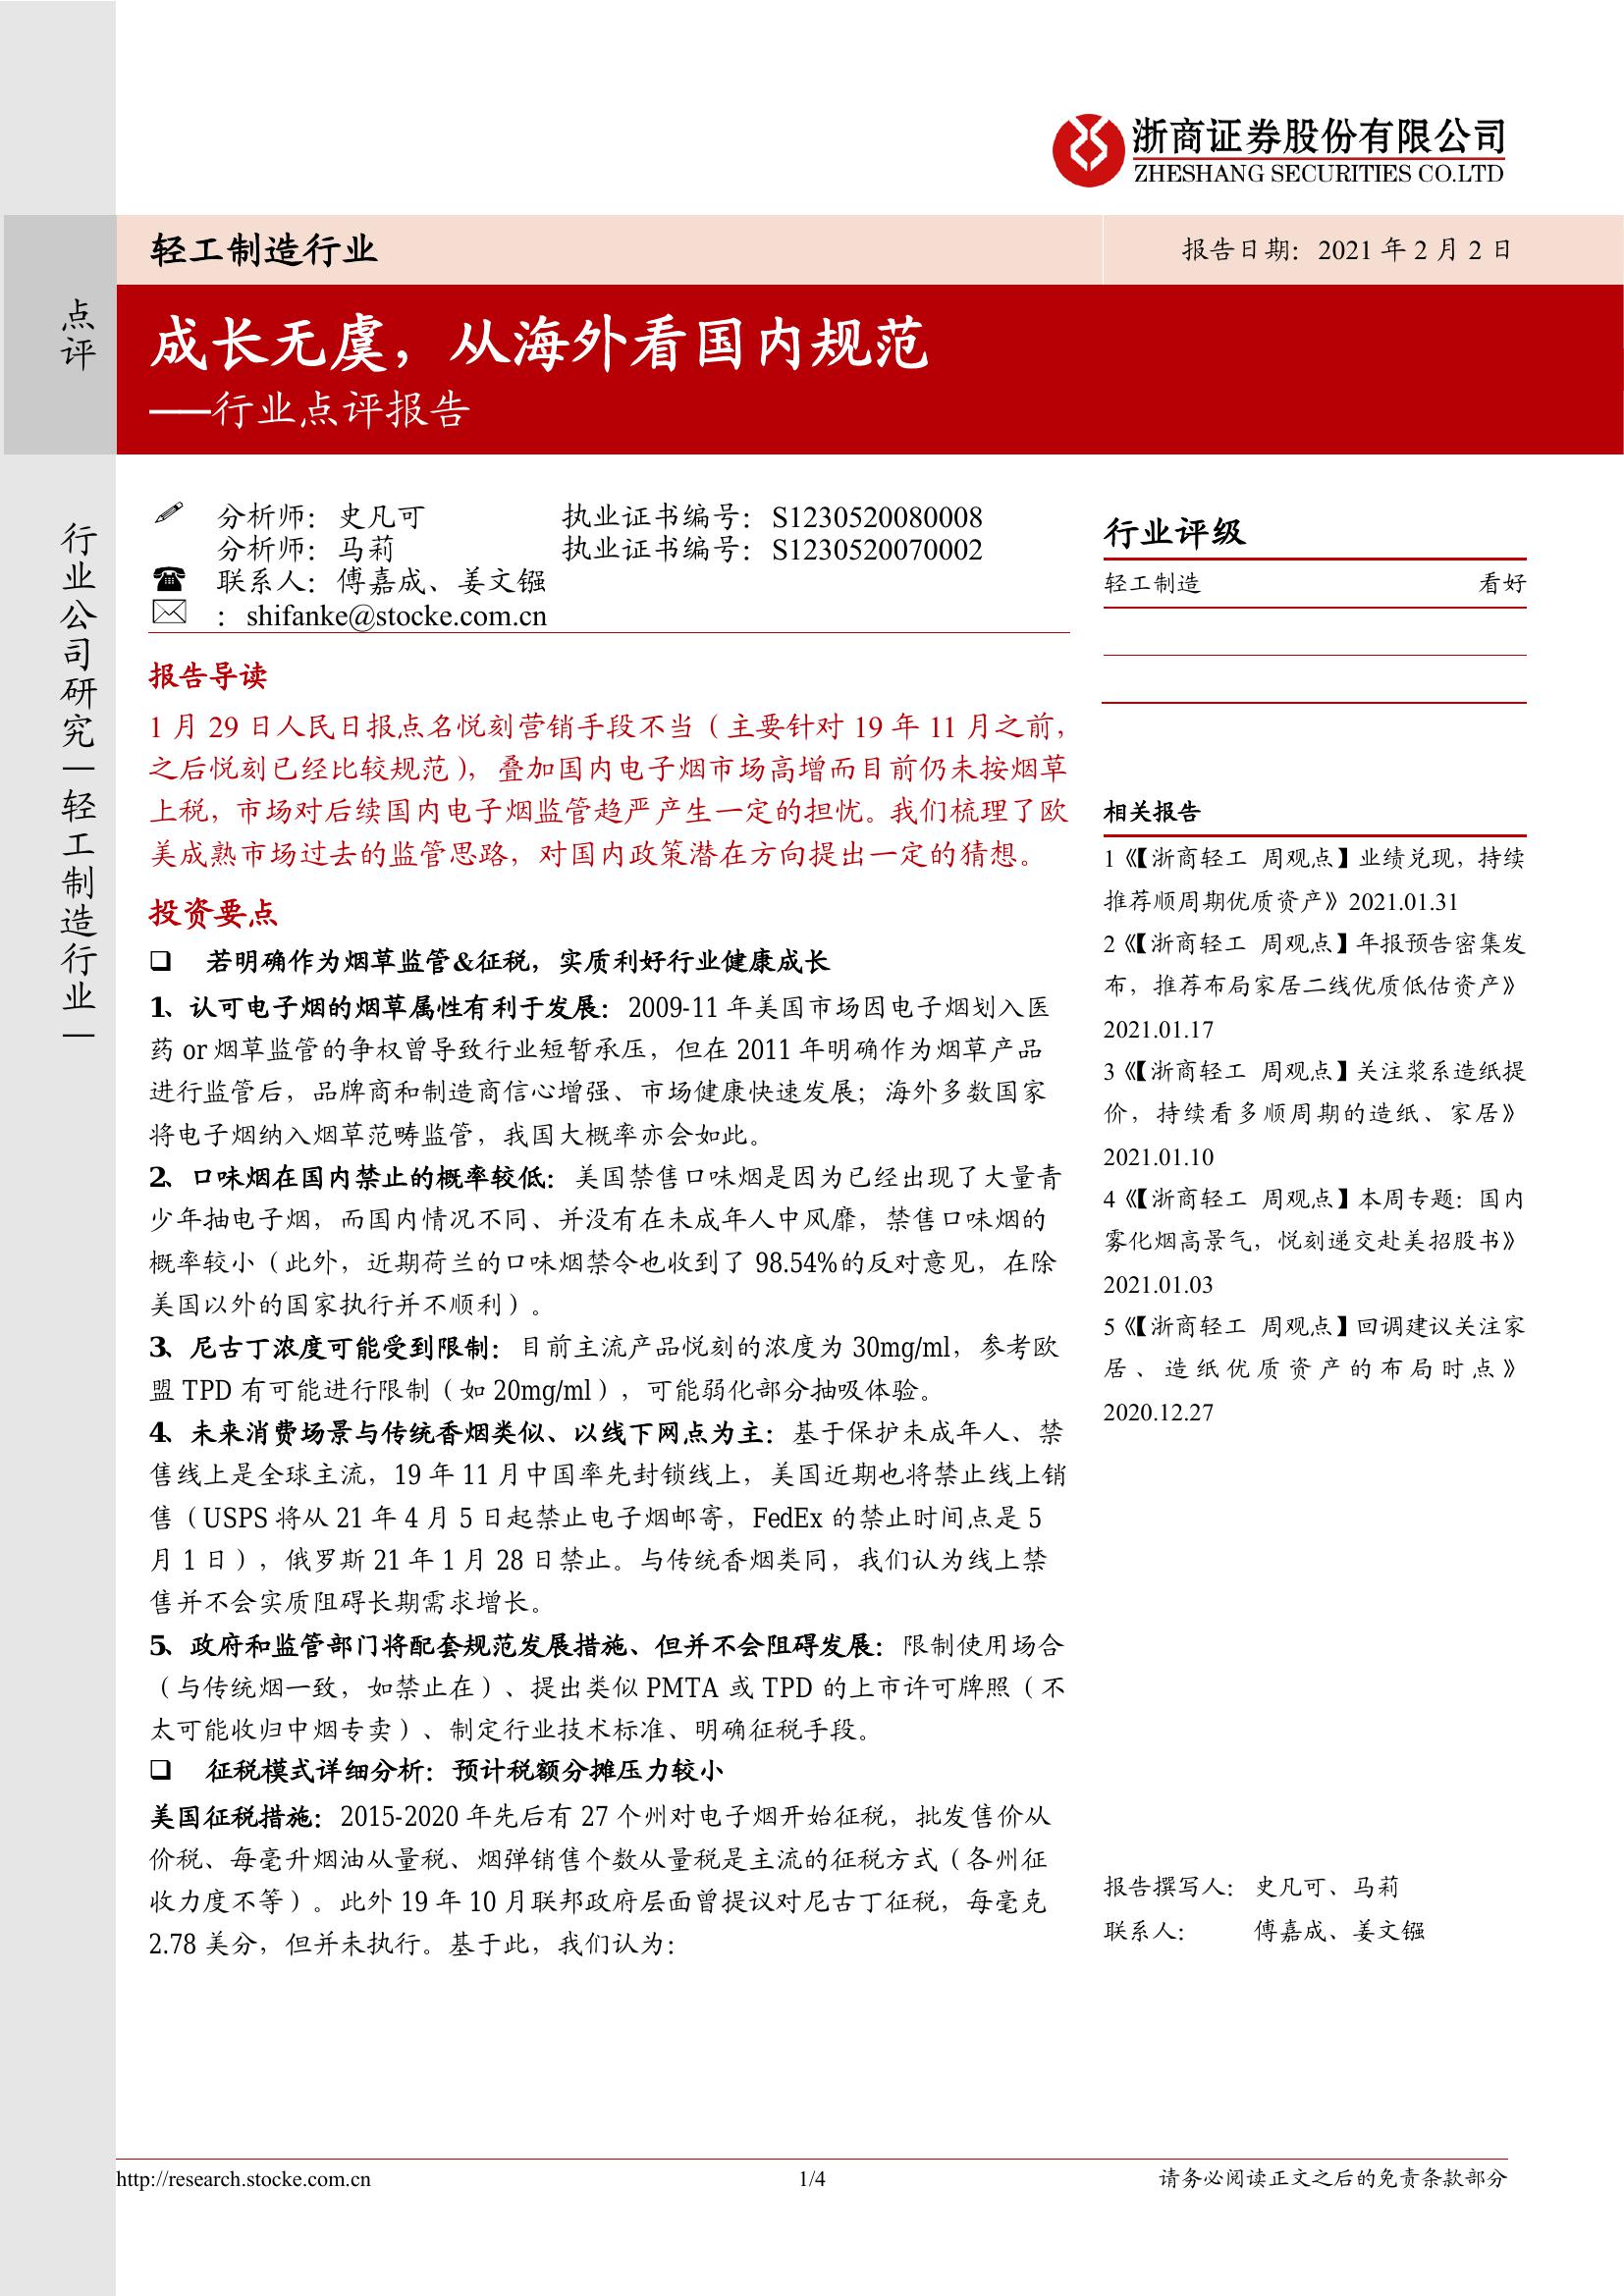 浙商证券股份有限公司
ZHESHANG SECURITIES CO.LTD
轻工制造行业
报告日期：2021 年 2 月 2 日
点评
成长无虞，从海外看国内规范
——行业点评报告
行业公司研究｜轻工制造行业｜
分析师：史凡可 执业证书编号：S1230520080008
分析师：马莉 执业证书编号：S1230520070002
联系人：傅嘉成、姜文镪
：shifanke@stocke.com.cn
报告导读
1 月 29 日人民日报点名悦刻营销手段不当（主要针对 19 年 11 月之前，
之后悦刻已经比较规范），叠加国内电子烟市场高增而目前仍未按烟草
上税，市场对后续国内电子烟监管趋严产生一定的担忧。我们梳理了欧
美成熟市场过去的监管思路，对国内政策潜在方向提出一定的猜想。
投资要点
❑ 若明确作为烟草监管&征税，实质利好行业健康成长
1、认可电子烟的烟草属性有利于发展：2009-11 年美国市场因电子烟划入医
药 or 烟草监管的争权曾导致行业短暂承压，但在 2011 年明确作为烟草产品
进行监管后，品牌商和制造商信心增强、市场健康快速发展；海外多数国家
将电子烟纳入烟草范畴监管，我国大概率亦会如此。
2、口味烟在国内禁止的概率较低：美国禁售口味烟是因为已经出现了大量青
少年抽电子烟，而国内情况不同、并没有在未成年人中风靡，禁售口味烟的
概率较小（此外，近期荷兰的口味烟禁令也收到了 98.54%的反对意见，在除
美国以外的国家执行并不顺利）。
3、尼古丁浓度可能受到限制：目前主流产品悦刻的浓度为 30mg/ml，参考欧
盟 TPD 有可能进行限制（如 20mg/ml），可能弱化部分抽吸体验。
4、未来消费场景与传统香烟类似、以线下网点为主：基于保护未成年人、禁
售线上是全球主流，19 年 11 月中国率先封锁线上，美国近期也将禁止线上销
售（USPS 将从 21 年 4 月 5 日起禁止电子烟邮寄，FedEx 的禁止时间点是 5
月 1 日），俄罗斯 21 年 1 月 28 日禁止。与传统香烟类同，我们认为线上禁
售并不会实质阻碍长期需求增长。
5、政府和监管部门将配套规范发展措施、但并不会阻碍发展：限制使用场合
（与传统烟一致，如禁止在）、提出类似 PMTA 或 TPD 的上市许可牌照（不
太可能收归中烟专卖）、制定行业技术标准、明确征税手段。
❑ 征税模式详细分析：预计税额分摊压力较小
美国征税措施：2015-2020 年先后有 27 个州对电子烟开始征税，批发售价从
价税、每毫升烟油从量税、烟弹销售个数从量税是主流的征税方式（各州征
收力度不等）。此外 19 年 10 月联邦政府层面曾提议对尼古丁征税，每毫克
2.78 美分，但并未执行。基于此，我们认为：
行业评级
轻工制造 看好
相关报告
1《【浙商轻工 周观点】业绩兑现，持续
推荐顺周期优质资产》2021.01.31
2《【浙商轻工 周观点】年报预告密集发
布，推荐布局家居二线优质低估资产》
2021.01.17
3《【浙商轻工 周观点】关注浆系造纸提
价，持续看多顺周期的造纸、家居》
2021.01.10
4《【浙商轻工 周观点】本周专题：国内
雾化烟高景气，悦刻递交赴美招股书》
2021.01.03
5《【浙商轻工 周观点】回调建议关注家
居、造纸优质资产的布局时点》
2020.12.27
报告撰写人：史凡可、马莉
联系人： 傅嘉成、姜文镪
http://research.stocke.com.cn
1/4
请务必阅读正文之后的免责条款部分